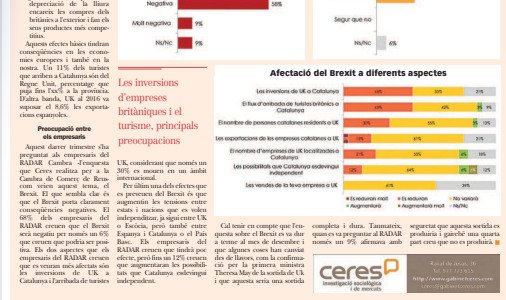 depreciació de la lliura
encareix les compres dels
britànics a l'exterior i fan els
seus productes més compe-
titius.
Aquests efectes bàsics tindran
conseqüències en les econo-
mies europees i també en la
nostra. Un 11% dels turistes
que arriben a Catalunya són del
Regne Unit, percentatge que
puja fins l'xx% a la província.
D'altra banda, UK al 2016 va
suposar el 8,6% les exporta-
cions espanyoles.
Preocupació entre
els empresaris
Aquest darrer trimestre s'ha
preguntat als empresaris del
RADAR Cambra -l'enquesta
que Ceres realitza per a la
Cambra de Comerç de Reus-
com veien aquest tema, el
Brexit. El que sembla clar és
que el Brexit porta clarament
conseqüències negatives. El
68% dels empresaris del
RADAR creuen que el Brexit
serà negatiu per només un 6%
que creuen que podria ser posi-
tiu. Els dos aspectes que els
empresaris del RADAR creuen
que es veuran més afectats són
les inversions de UK a
Catalunya i l'arribada de turistes
Negativa
58%
Molt negativa
9%
Ns/Nc
9%
Segur que no
Ns/Nc
6%
Les inversions
d'empreses
britàniques i el
turisme, principals
preocupacions
UK, considerant que només un
50% es mouen en un àmbit
internacional.
Per últim una dels efectes que
es preveuen del Brexit és que
augmentin les tensions entre
estats i nacions que os volen
independitzar, ja sigui entre UK
o Escòcia, però també entre
Espanya i Catalunya o el País
Basc. Els empresaris del
RADAR creuen que tindrà poc
efecte, però fins un 12% creuen
que augmentaran les possibili-
tats que Catalunya esdevingui
independent.
Afectació del Brexit a diferents aspectes
Les inversions de UK a Catalunya
El flux d'arribada de turistes britànics a
Catalunya
El nombre de persones catalanes residents a UK
Les exportacions de les empreses catalanes a UK
El nombre d'empreses de UK localitzades a
Catalunya
Les possibilitats que Catalunya esdevingui
independent
Les vendes de la teva empresa a UK
Es reduiran molt
Es reduiran
No variarà
Augmentarà
Augmentarà molt
Ns/Nc
Cal tenir en compte que l'en-
questa sobre el Brexit es va dur
a terme al mes de desembre i
que algunes coses han canviat
des de llavors, com la confirma-
ció per la primera ministra
Theresa May de la sortida de Uk
i que aquesta seria una sortida
completa i dura. Tanmateix,
quan es va preguntar al RADAR
només un 9% afirmava amb
seguretat que aquesta sortida es
produiria i gairebé una quarta
part creu que no es produirà.
ceres
investigació sociològica
i de mercats